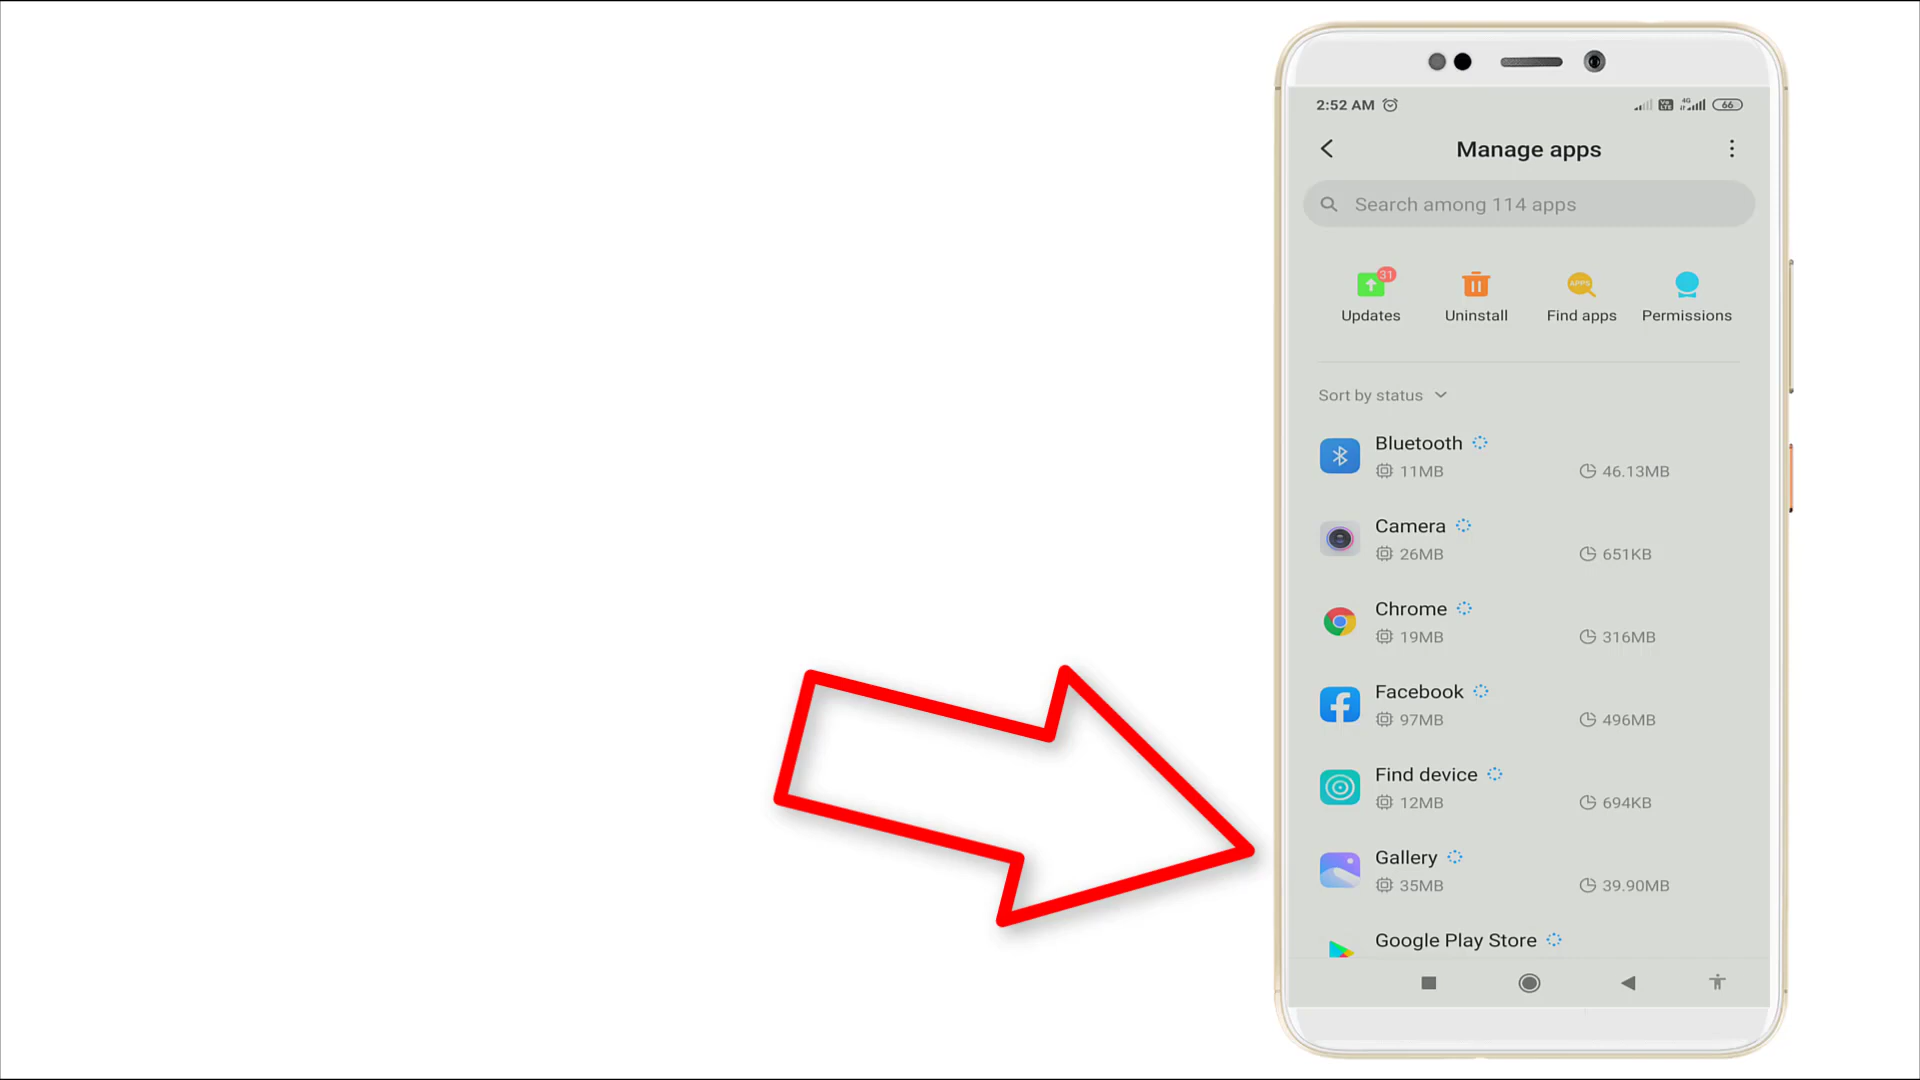 2:52 AM
66
Manage apps
Search among 114 apps
31
APPS
Updates Uninstall Find apps Permissions
Sort by status
Bluetooth
11MB 46.13MB
Camera
26MB 651KB
Chrome
19MB 316MB
Facebook
97MB 496MB
Find device
12MB 694KB
Gallery
35MB 39.90MB
Google Play Store